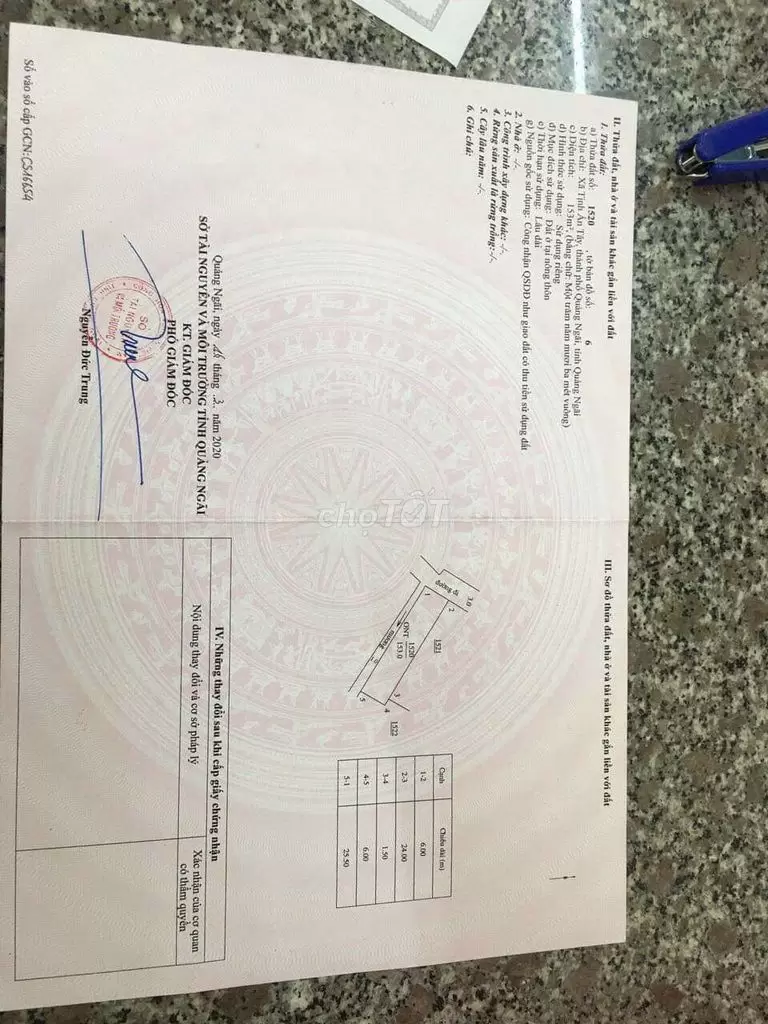 II. Thửa đất, nhà ở và tài sản khác gắn liền với đất
1. Thửa đất:
a) Thửa đất số: 1520 , tờ bản đồ số: 6
b) Địa chỉ: Xã Tịnh Ấn Tây, thành phố Quảng Ngãi, tỉnh Quảng Ngãi
c) Diện tích: 153m², (bằng chữ: Một trăm năm mươi ba mét vuông)
d) Hình thức sử dụng: Sử dụng riêng
đ) Mục đích sử dụng: Đất ở tại nông thôn
e) Thời hạn sử dụng: Lâu dài
g) Nguồn gốc sử dụng: Công nhận QSDĐ như giao đất có thu tiền sử dụng đất
2. Nhà ở: -/-
3. Công trình xây dựng khác: -/-
4. Rừng sản xuất là rừng trồng: -/-
5. Cây lâu năm: -/-
6. Ghi chú:
Quảng Ngãi, ngày tháng năm 2020
SỞ TÀI NGUYÊN VÀ MÔI TRƯỜNG TỈNH QUẢNG NGÃI
KT. GIÁM ĐỐC
PHÓ GIÁM ĐỐC
SỞ
TÀI NGUYÊN
VÀ MÔI TRƯỜNG
Nguyễn Đức Trung
Số vào sổ cấp GCN: CS16654
III. Sơ đồ thửa đất, nhà ở và tài sản khác gắn liền với đất
3.0
đường đi
1
2
1521
ONT 1520
153.0
mương
3
4
5
1522
Cạnh Chiều dài (m)
1-2 6.00
2-3 24.00
3-4 1.50
4-5 6.00
5-1 25.50
IV. Những thay đổi sau khi cấp giấy chứng nhận
Nội dung thay đổi và cơ sở pháp lý
Xác nhận của cơ quan
có thẩm quyền
choTỐT